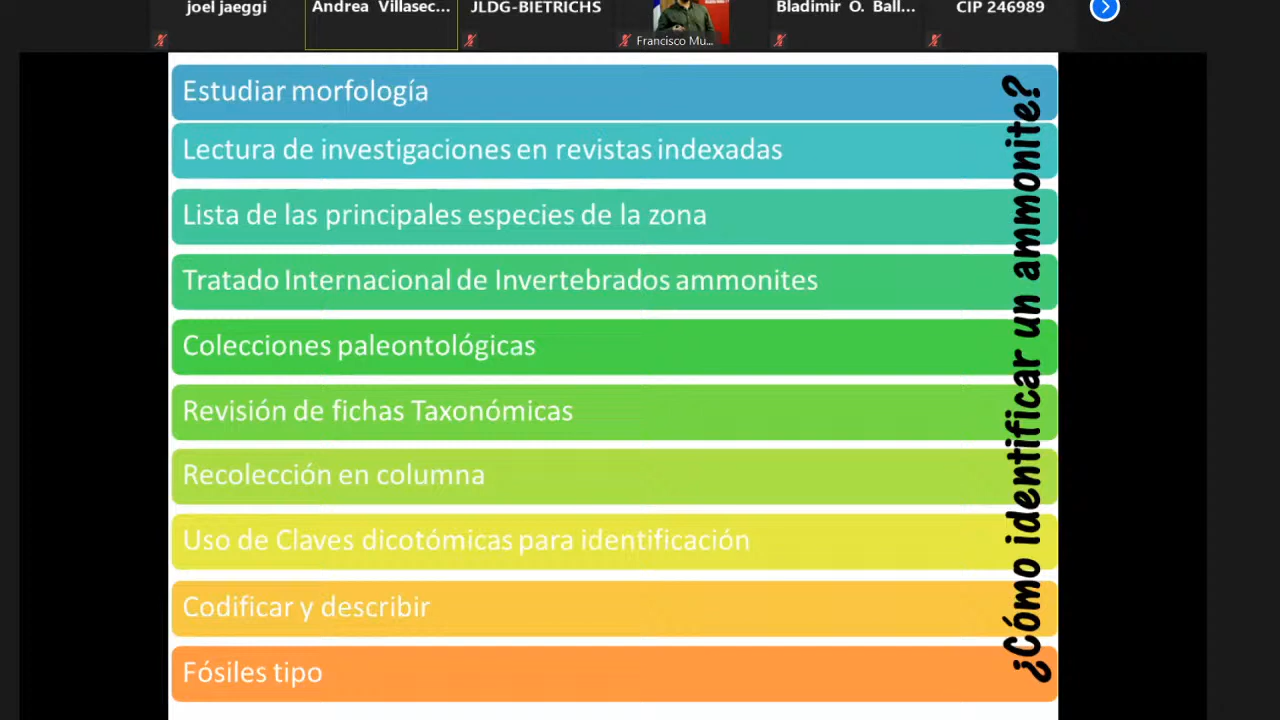 joel jaeggi
Andrea Villasec...
JLDG-BIETRICHS
Francisco Mu...
Bladimir O. Ball...
CIP 246989
Estudiar morfología
Lectura de investigaciones en revistas indexadas
Lista de las principales especies de la zona
Tratado Internacional de Invertebrados ammonites
Colecciones paleontológicas
Revisión de fichas Taxonómicas
Recolección en columna
Uso de Claves dicotómicas para identificación
Codificar y describir
Fósiles tipo
¿Cómo identificar un ammonite?